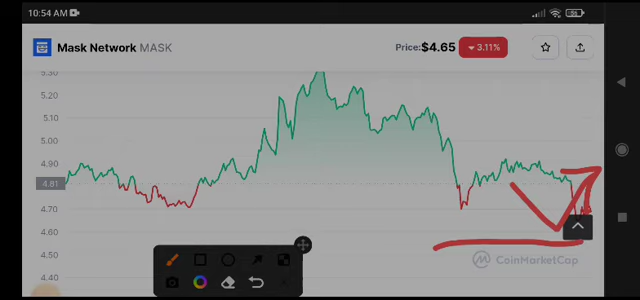 10:54 AM
Mask Network MASK
Price: $4.65 3.11%
5.30
5.20
5.10
5.00
4.90
4.81
4.70
4.60
4.50
4.40
CoinMarketCap